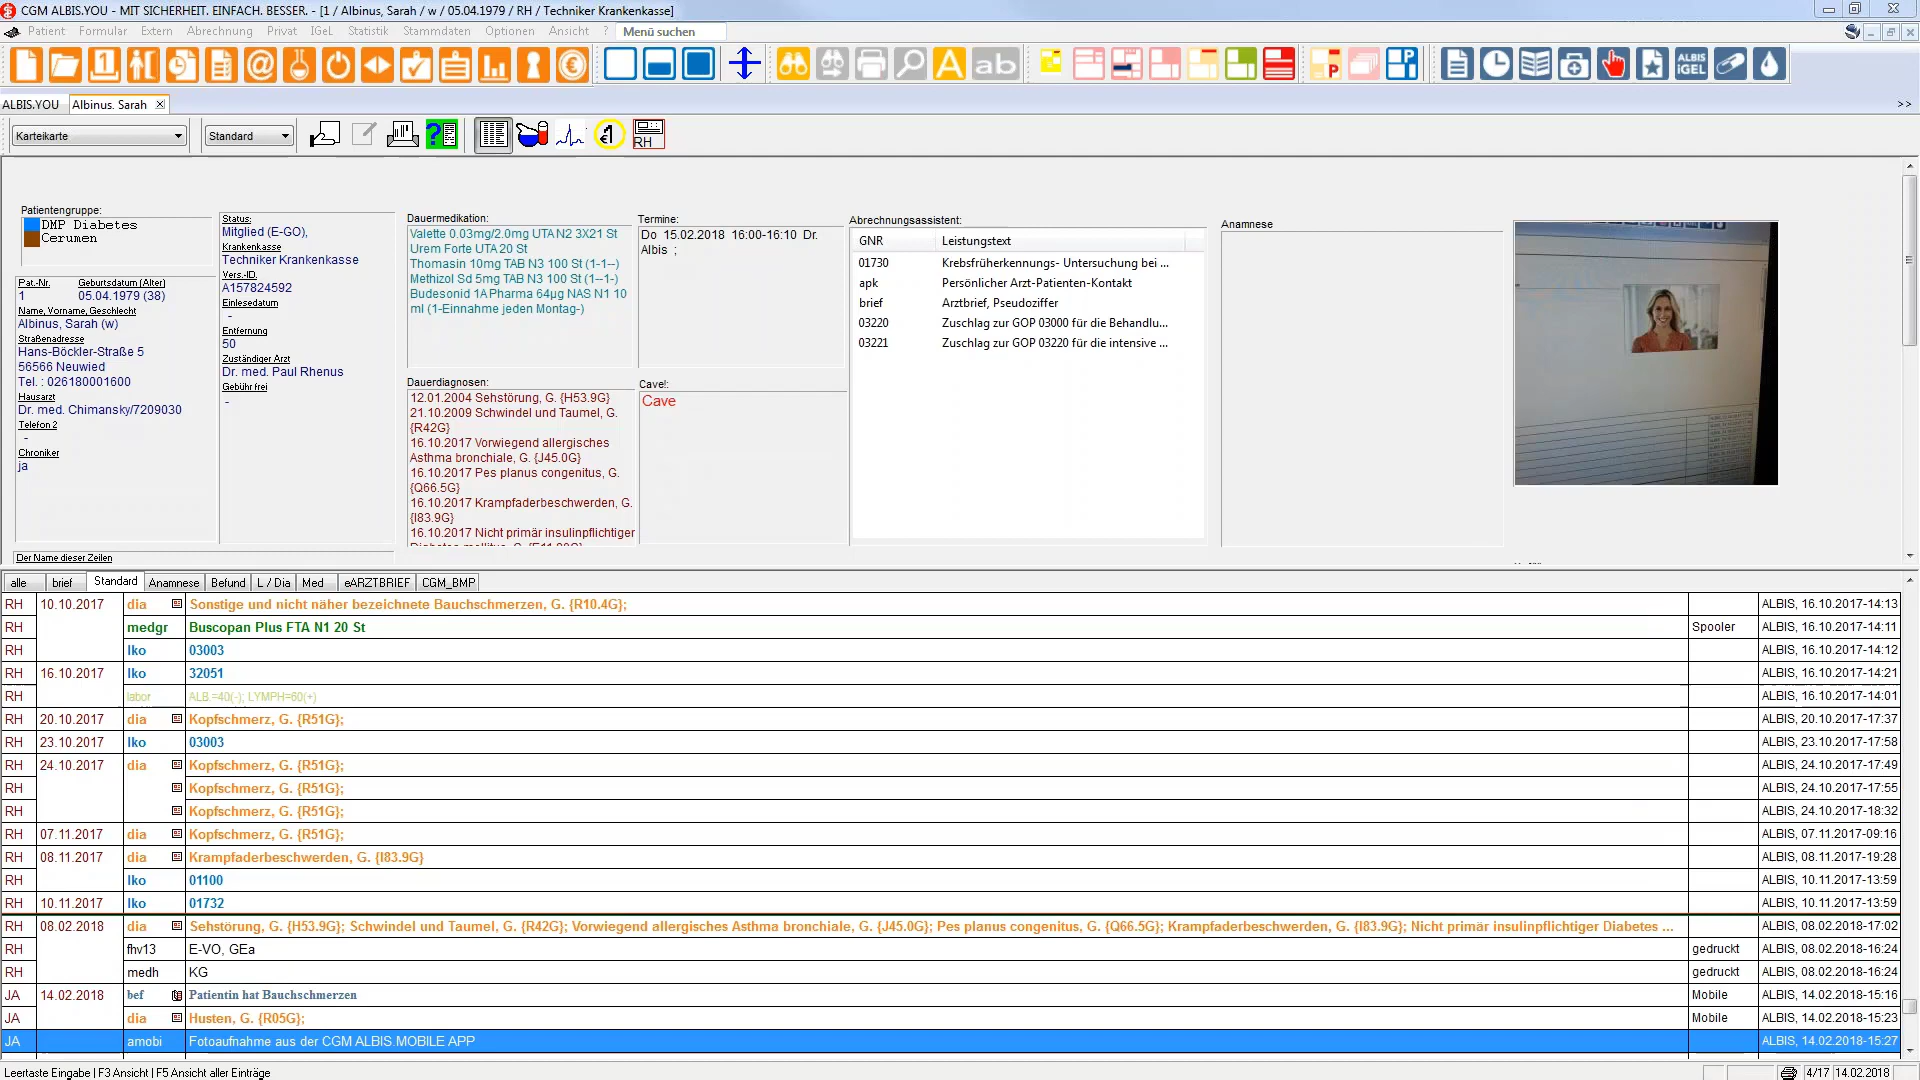 CGM ALBIS.YOU - MIT SICHERHEIT. EINFACH. BESSER. - [1 / Albinus, Sarah / w / 05.04.1979 / RH / Techniker Krankenkasse]
Patient Formular Extern Abrechnung Privat IGeL Statistik Stammdaten Optionen Ansicht ? Menü suchen
ALBIS.YOU Albinus. Sarah >>
Karteikarte Standard RH
Patientengruppe:
DMP Diabetes
Cerumen
Pat.-Nr. Geburtsdatum (Alter)
1 05.04.1979 (38)
Name, Vorname, Geschlecht
Albinus, Sarah (w)
Straßenadresse
Hans-Böckler-Straße 5
56566 Neuwied
Tel. : 026180001600
Hausarzt
Dr. med. Chimansky/7209030
Telefon 2
-
Chroniker
ja
Der Name dieser Zeilen
Status:
Mitglied (E-GO),
Krankenkasse
Techniker Krankenkasse
Vers.-ID.
A157824592
Einlesedatum
-
Entfernung
50
Zuständiger Arzt
Dr. med. Paul Rhenus
Gebühr frei
-
Dauermedikation:
Valette 0.03mg/2.0mg UTA N2 3X21 St
Urem Forte UTA 20 St
Thomasin 10mg TAB N3 100 St (1-1--)
Methizol Sd 5mg TAB N3 100 St (1--1-)
Budesonid 1A Pharma 64µg NAS N1 10
ml (1-Einnahme jeden Montag-)
Dauerdiagnosen:
12.01.2004 Sehstörung, G. {H53.9G}
21.10.2009 Schwindel und Taumel, G.
{R42G}
16.10.2017 Vorwiegend allergisches
Asthma bronchiale, G. {J45.0G}
16.10.2017 Pes planus congenitus, G.
{Q66.5G}
16.10.2017 Krampfaderbeschwerden, G.
{I83.9G}
16.10.2017 Nicht primär insulinpflichtiger
Termine:
Do 15.02.2018 16:00-16:10 Dr.
Albis ;
Cave!:
Cave
Abrechnungsassistent:
GNR Leistungstext
01730 Krebsfrüherkennungs- Untersuchung bei ...
apk Persönlicher Arzt-Patienten-Kontakt
brief Arztbrief, Pseudoziffer
03220 Zuschlag zur GOP 03000 für die Behandlu...
03221 Zuschlag zur GOP 03220 für die intensive ...
Anamnese
alle brief Standard Anamnese Befund L / Dia Med eARZTBRIEF CGM_BMP
RH 10.10.2017 dia Sonstige und nicht näher bezeichnete Bauchschmerzen, G. {R10.4G}; ALBIS, 16.10.2017-14:13
RH medgr Buscopan Plus FTA N1 20 St Spooler ALBIS, 16.10.2017-14:11
RH lko 03003 ALBIS, 16.10.2017-14:12
RH 16.10.2017 lko 32051 ALBIS, 16.10.2017-14:21
RH labor ALB.=40(-); LYMPH=60(+) ALBIS, 16.10.2017-14:01
RH 20.10.2017 dia Kopfschmerz, G. {R51G}; ALBIS, 20.10.2017-17:37
RH 23.10.2017 lko 03003 ALBIS, 23.10.2017-17:58
RH 24.10.2017 dia Kopfschmerz, G. {R51G}; ALBIS, 24.10.2017-17:49
RH Kopfschmerz, G. {R51G}; ALBIS, 24.10.2017-17:55
RH Kopfschmerz, G. {R51G}; ALBIS, 24.10.2017-18:32
RH 07.11.2017 dia Kopfschmerz, G. {R51G}; ALBIS, 07.11.2017-09:16
RH 08.11.2017 dia Krampfaderbeschwerden, G. {I83.9G} ALBIS, 08.11.2017-19:28
RH lko 01100 ALBIS, 10.11.2017-13:59
RH 10.11.2017 lko 01732 ALBIS, 10.11.2017-13:59
RH 08.02.2018 dia Sehstörung, G. {H53.9G}; Schwindel und Taumel, G. {R42G}; Vorwiegend allergisches Asthma bronchiale, G. {J45.0G}; Pes planus congenitus, G. {Q66.5G}; Krampfaderbeschwerden, G. {I83.9G}; Nicht primär insulinpflichtiger Diabetes ... ALBIS, 08.02.2018-17:02
RH fhv13 E-VO, GEa gedruckt ALBIS, 08.02.2018-16:24
RH medh KG gedruckt ALBIS, 08.02.2018-16:24
JA 14.02.2018 bef Patientin hat Bauchschmerzen Mobile ALBIS, 14.02.2018-15:16
JA dia Husten, G. {R05G}; Mobile ALBIS, 14.02.2018-15:23
JA amobi Fotoaufnahme aus der CGM ALBIS.MOBILE APP ALBIS, 14.02.2018-15:27
Leertaste Eingabe | F3 Ansicht | F5 Ansicht aller Einträge 4/17 14.02.2018